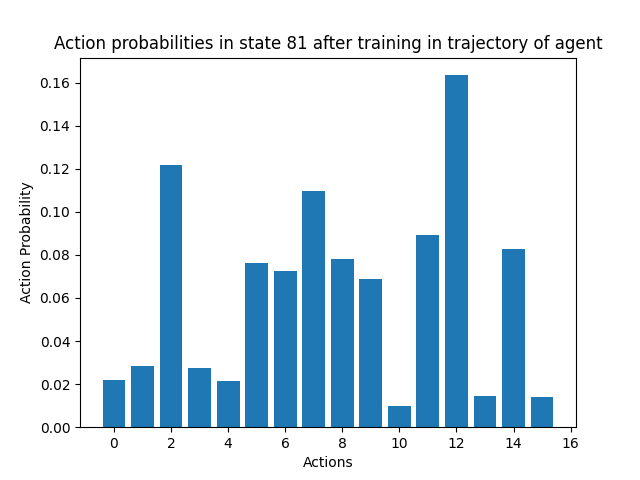 Action probabilities in state 81 after training in trajectory of agent
0.16
0.14
0.12
0.10
0.08
0.06
0.04
0.02
0.00
Action Probability
0 2 4 6 8 10 12 14 16
Actions